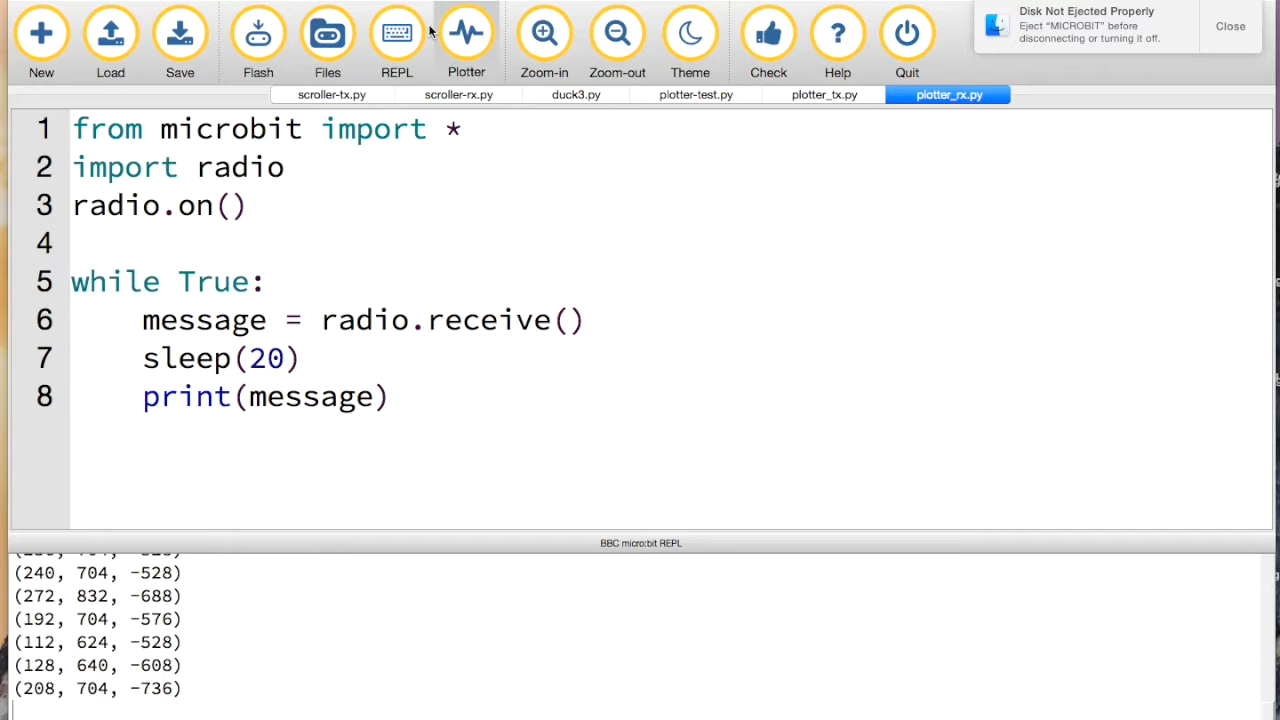 Disk Not Ejected Properly
Eject “MICROBIT” before
disconnecting or turning it off.
Close
New Load Save Flash Files REPL Plotter Zoom-in Zoom-out Theme Check Help Quit
scroller-tx.py scroller-rx.py duck3.py plotter-test.py plotter_tx.py plotter_rx.py
1 from microbit import *
2 import radio
3 radio.on()
4
5 while True:
6 message = radio.receive()
7 sleep(20)
8 print(message)
BBC micro:bit REPL
(240, 704, -528)
(272, 832, -688)
(192, 704, -576)
(112, 624, -528)
(128, 640, -608)
(208, 704, -736)